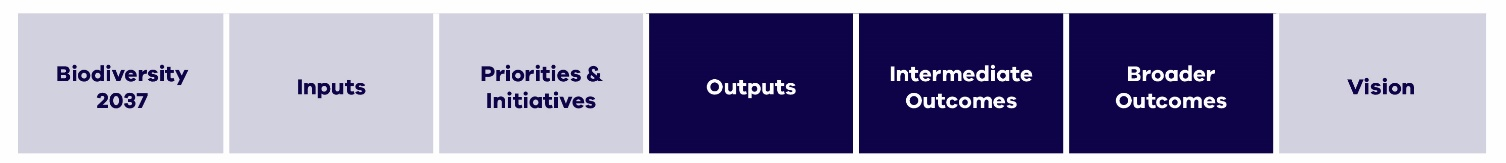 Biodiversity
2037
Inputs
Priorities &
Initiatives
Outputs
Intermediate
Outcomes
Broader
Outcomes
Vision